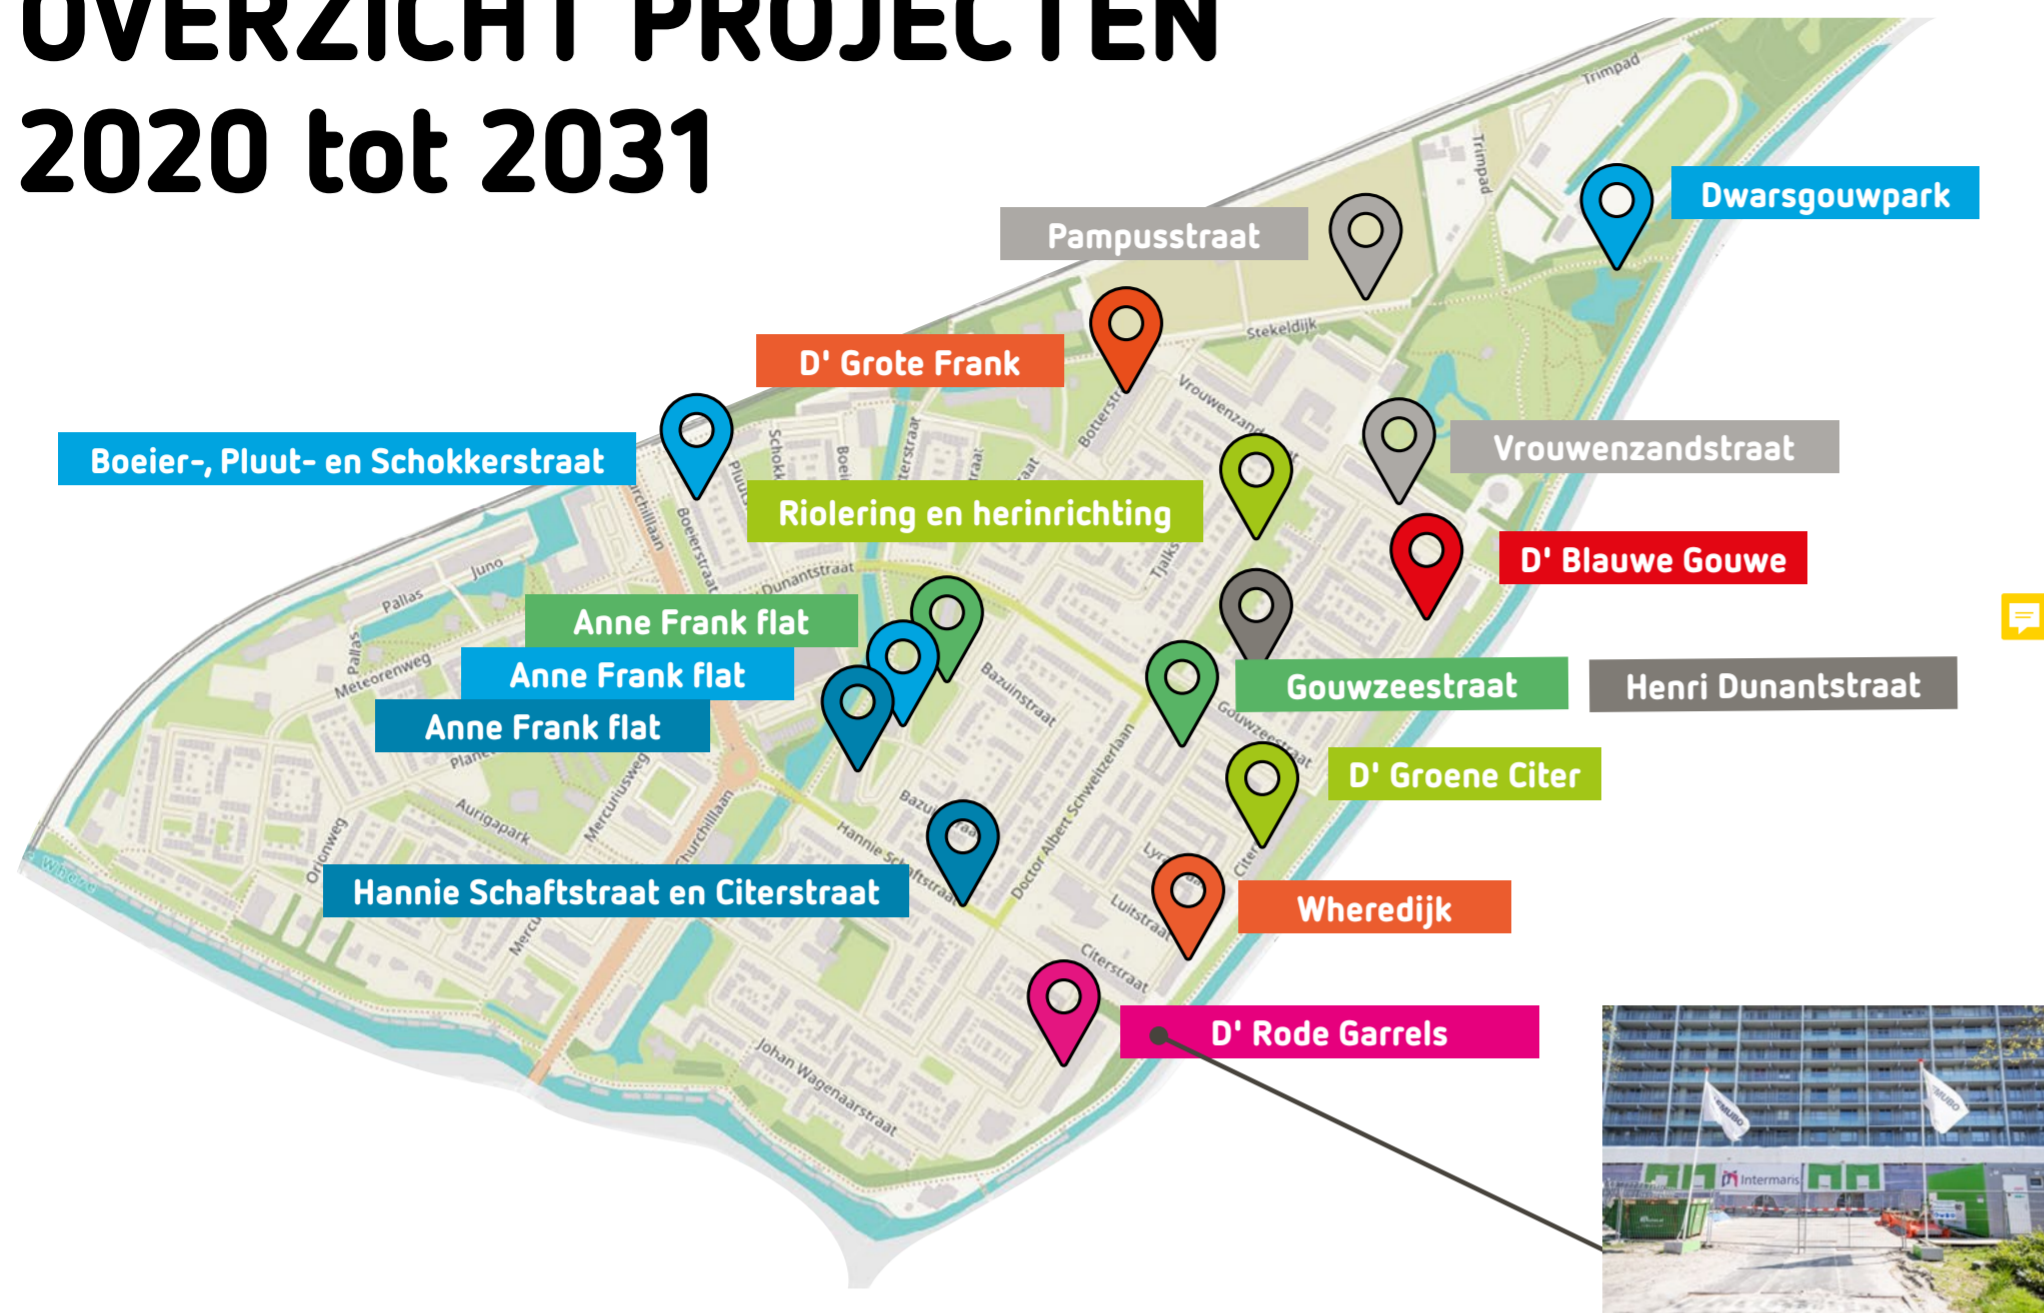 OVERZICHT PROJECTEN
2020 tot 2031
Trimpad
Trimpad
Dwarsgouwpark
Pampusstraat
Stekeldijk
D' Grote Frank
Boeier-, Pluut- en Schokkerstraat
Vrouwenzandstraat
Riolering en herinrichting
D' Blauwe Gouwe
Boeierstraat
Dunantstraat
Juno
Pallas
Pallas
Meteorenweg
Anne Frank flat
Anne Frank flat
Anne Frank flat
Bazuinstraat
Gouwzeestraat
Henri Dunantstraat
Gouwzeestraat
D' Groene Citer
Mercuriusweg
Aurigapark
Orionweg
Churchilllaan
Doctor Albert Schweitzerlaan
Hannie Schaftstraat en Citerstraat
Wheredijk
Luitstraat
Citerstraat
D' Rode Garrels
Johan Wagenaarstraat
Intermaris